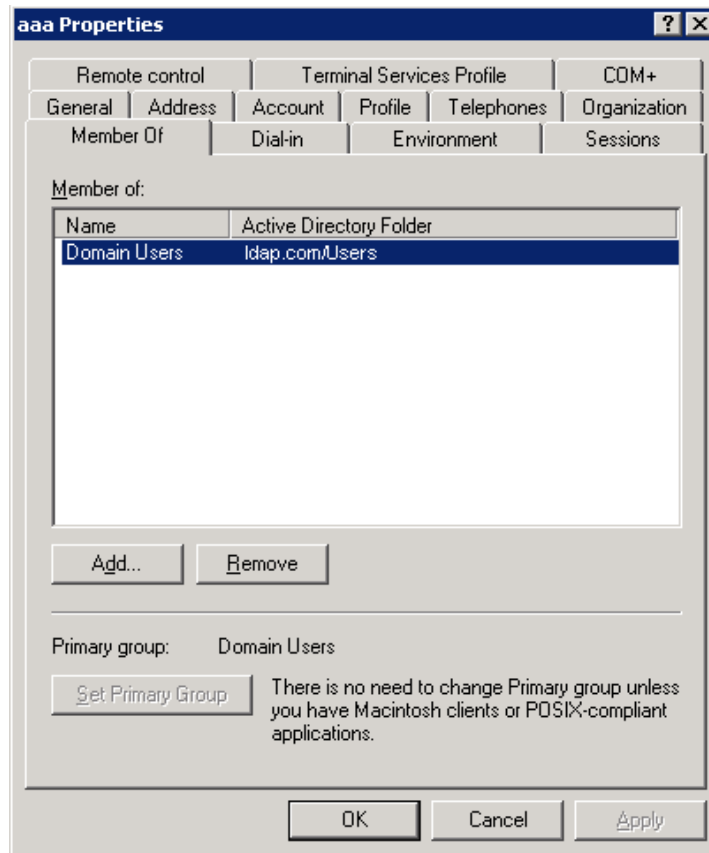 aaa Properties
Remote control Terminal Services Profile COM+
General Address Account Profile Telephones Organization
Member Of Dial-in Environment Sessions
Member of:
Name Active Directory Folder
Domain Users ldap.com/Users
Add... Remove
Primary group: Domain Users
Set Primary Group
There is no need to change Primary group unless
you have Macintosh clients or POSIX-compliant
applications.
OK Cancel Apply